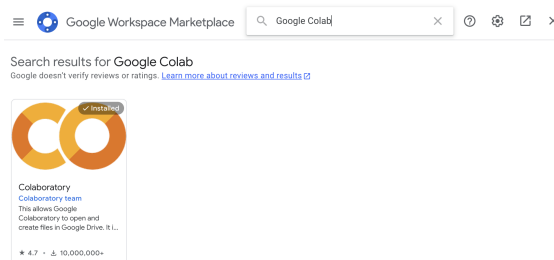 Google Workspace Marketplace
Google Colab
Search results for Google Colab
Google doesn't verify reviews or ratings. Learn more about reviews and results
Installed
Colaboratory
Colaboratory team
This allows Google
Colaboratory to open and
create files in Google Drive. It i...
4.7 • 10,000,000+